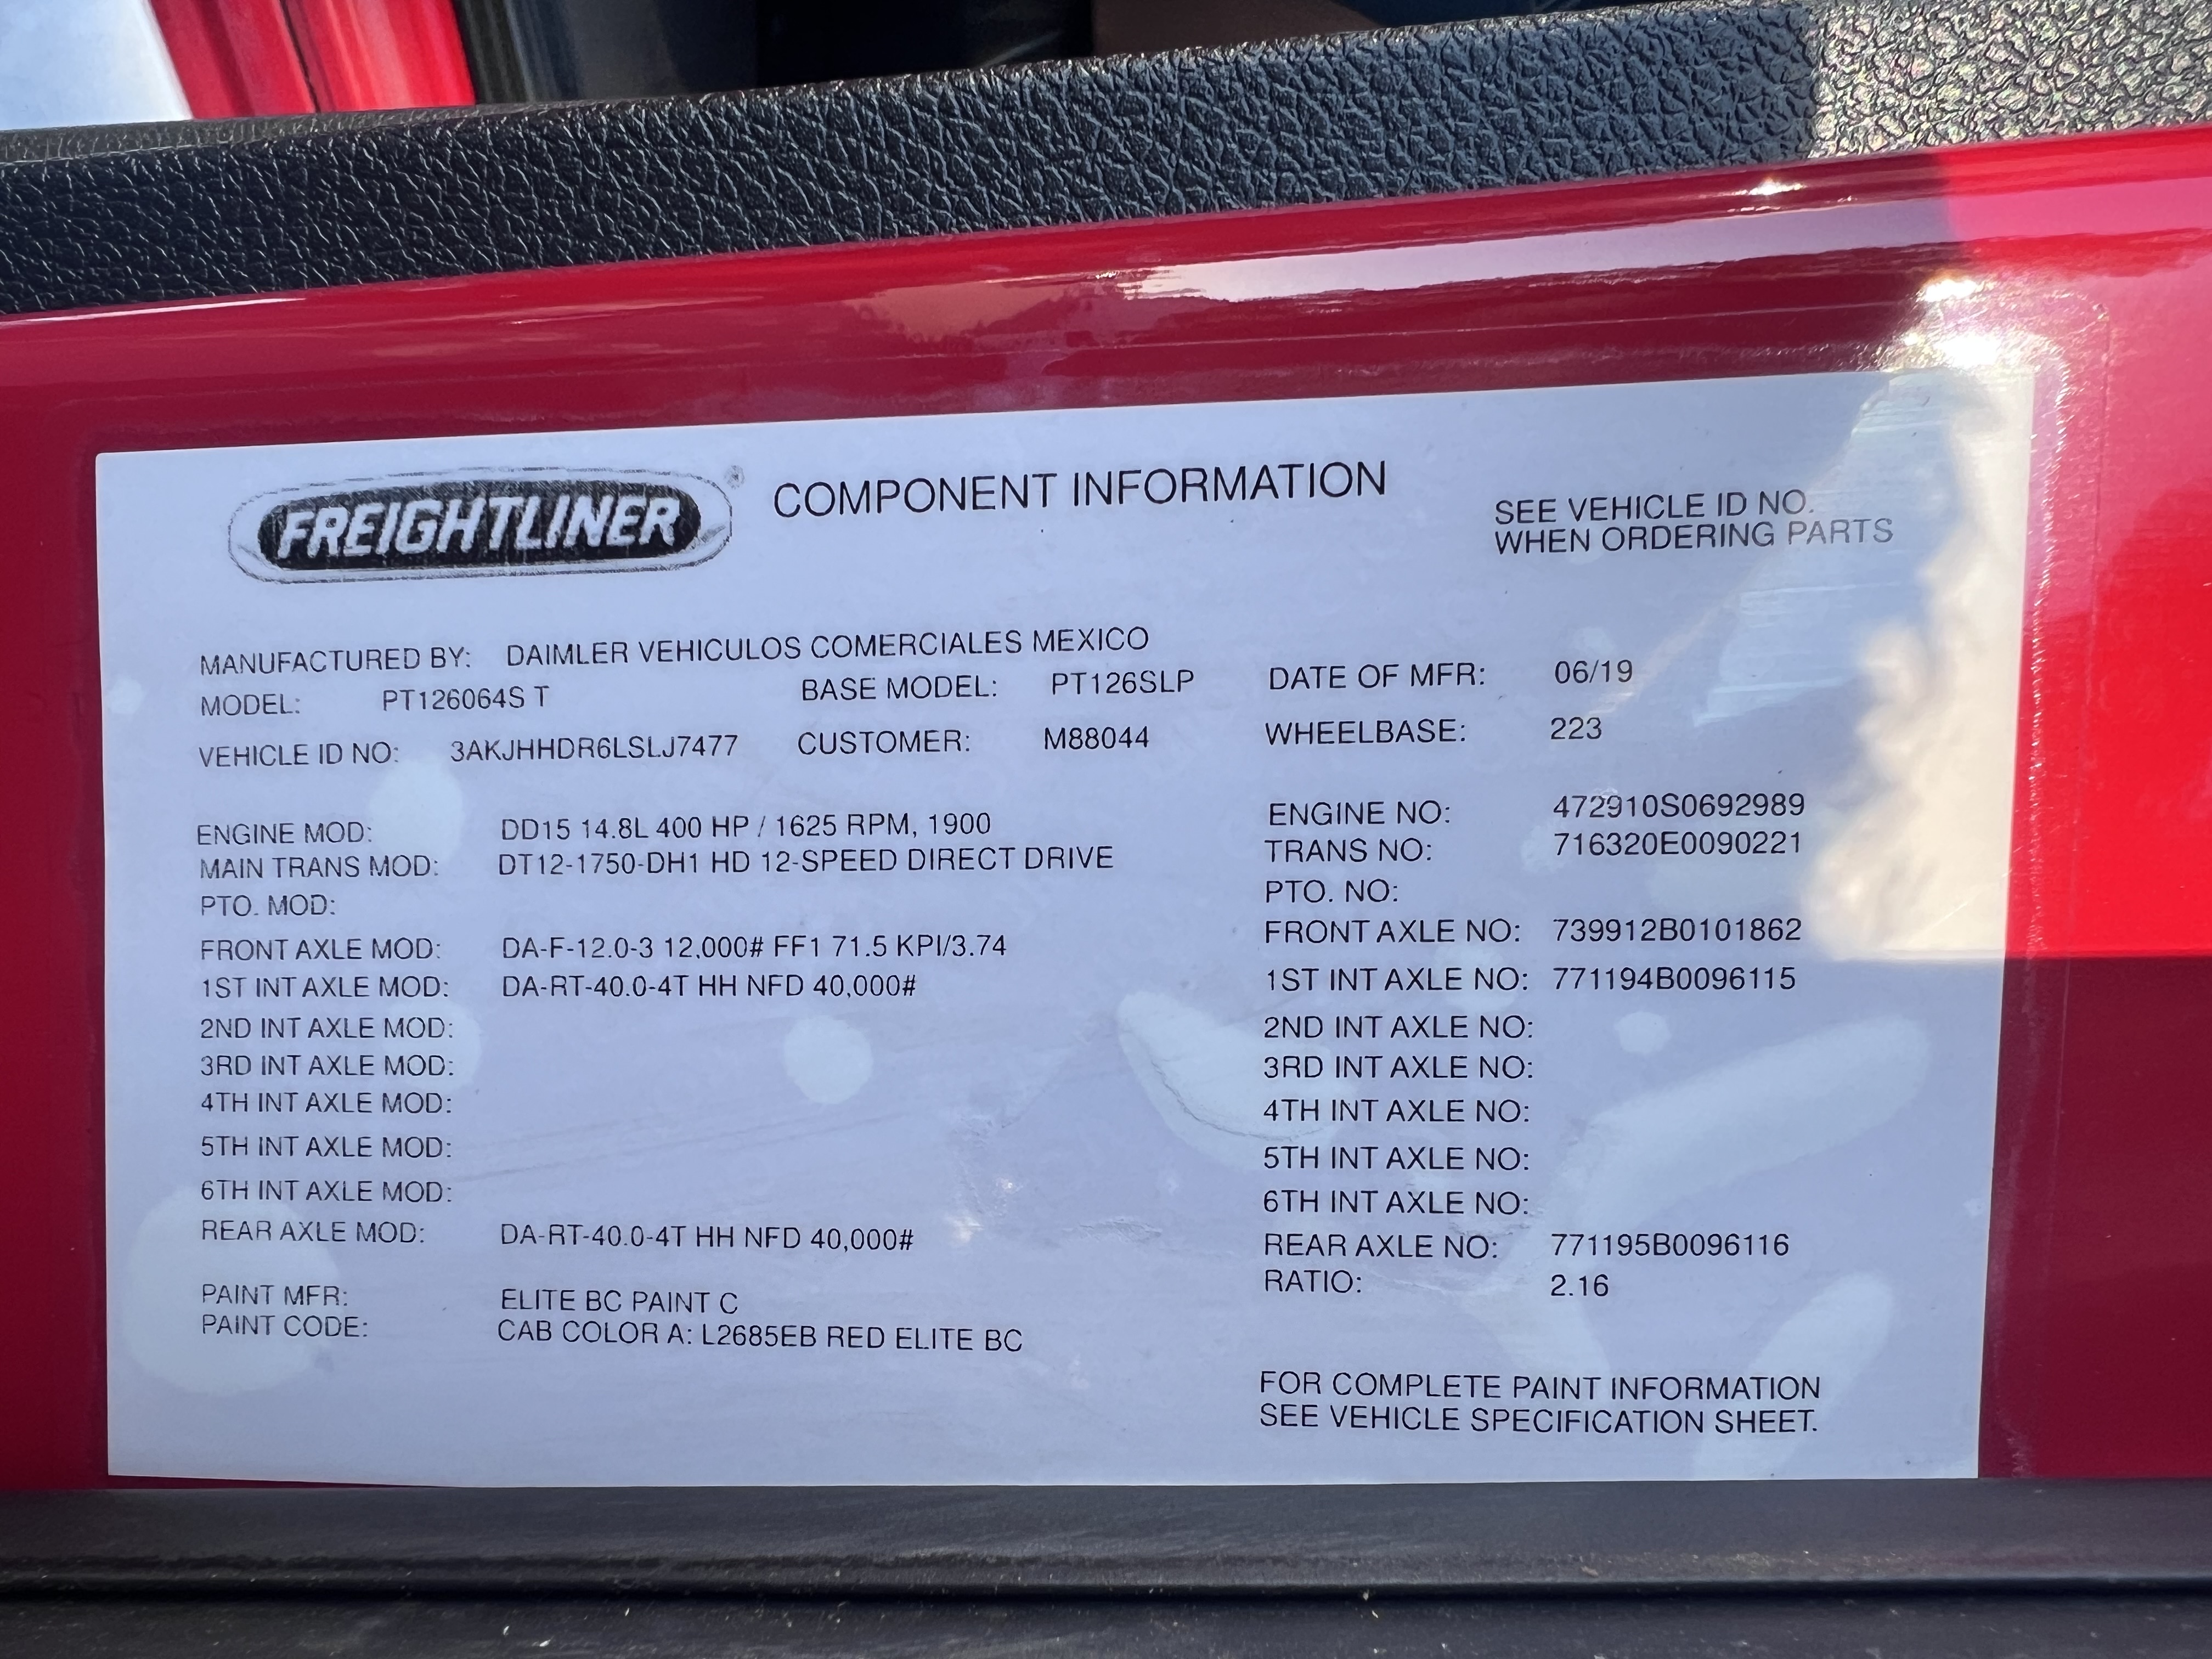 FREIGHTLINER® COMPONENT INFORMATION
SEE VEHICLE ID NO.
WHEN ORDERING PARTS
MANUFACTURED BY: DAIMLER VEHICULOS COMERCIALES MEXICO
MODEL: PT126064S T BASE MODEL: PT126SLP DATE OF MFR: 06/19
VEHICLE ID NO: 3AKJHHDR6LSLJ7477 CUSTOMER: M88044 WHEELBASE: 223
ENGINE MOD: DD15 14.8L 400 HP / 1625 RPM, 1900 ENGINE NO: 472910S0692989
MAIN TRANS MOD: DT12-1750-DH1 HD 12-SPEED DIRECT DRIVE TRANS NO: 716320E0090221
PTO. MOD: PTO. NO:
FRONT AXLE MOD: DA-F-12.0-3 12,000# FF1 71.5 KPI/3.74 FRONT AXLE NO: 739912B0101862
1ST INT AXLE MOD: DA-RT-40.0-4T HH NFD 40,000# 1ST INT AXLE NO: 771194B0096115
2ND INT AXLE MOD: 2ND INT AXLE NO:
3RD INT AXLE MOD: 3RD INT AXLE NO:
4TH INT AXLE MOD: 4TH INT AXLE NO:
5TH INT AXLE MOD: 5TH INT AXLE NO:
6TH INT AXLE MOD: 6TH INT AXLE NO:
REAR AXLE MOD: DA-RT-40.0-4T HH NFD 40,000# REAR AXLE NO: 771195B0096116
RATIO: 2.16
PAINT MFR: ELITE BC PAINT C
PAINT CODE: CAB COLOR A: L2685EB RED ELITE BC
FOR COMPLETE PAINT INFORMATION
SEE VEHICLE SPECIFICATION SHEET.